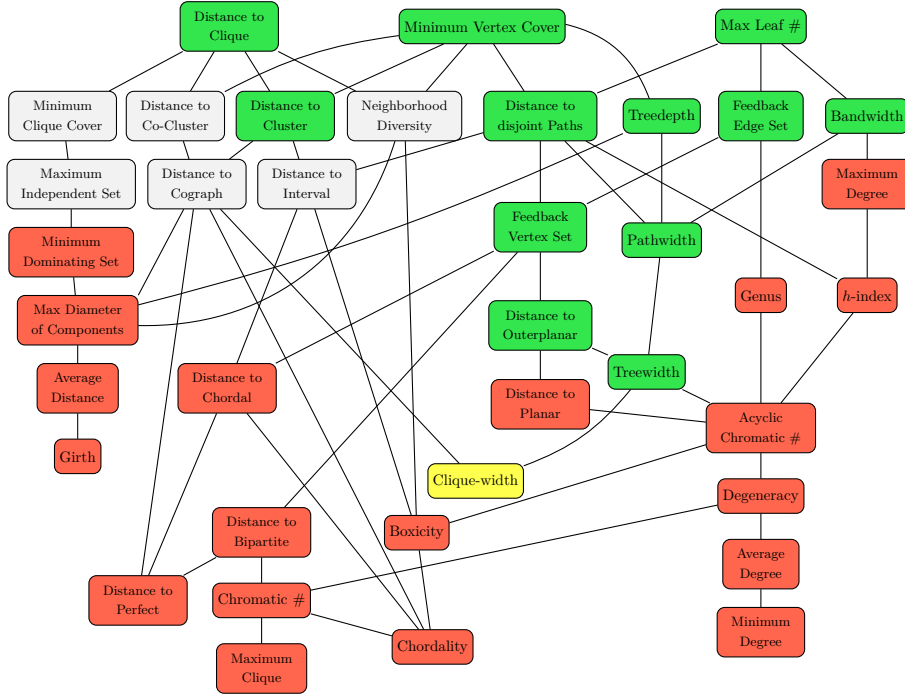 Distance to
Clique
Minimum Vertex Cover
Max Leaf #
Minimum
Clique Cover
Distance to
Co-Cluster
Distance to
Cluster
Neighborhood
Diversity
Distance to
disjoint Paths
Treedepth
Feedback
Edge Set
Bandwidth
Maximum
Independent Set
Distance to
Cograph
Distance to
Interval
Maximum
Degree
Minimum
Dominating Set
Feedback
Vertex Set
Pathwidth
Max Diameter
of Components
Genus
h-index
Distance to
Outerplanar
Average
Distance
Distance to
Chordal
Treewidth
Distance to
Planar
Acyclic
Chromatic #
Girth
Clique-width
Degeneracy
Distance to
Bipartite
Boxicity
Average
Degree
Distance to
Perfect
Chromatic #
Minimum
Degree
Chordality
Maximum
Clique